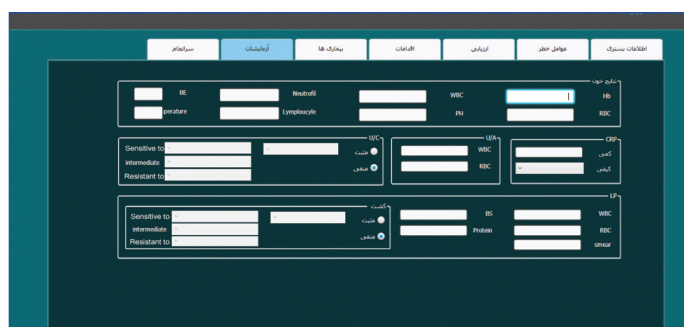 اطلاعات بستری عوامل خطر ارزیابی اقدامات بیماری ها آزمایشات سرانجام
نتایج خون
Hb WBC Neutrofil BE
RBC PH Lymploucyfe perature
CRP U/A U/C
کمی WBC مثبت Sensitive to
کیفی RBC منفی intermediate
Resistant to
LP
کشت
WBC BS مثبت Sensitive to
RBC Protein منفی intermediate
smear Resistant to